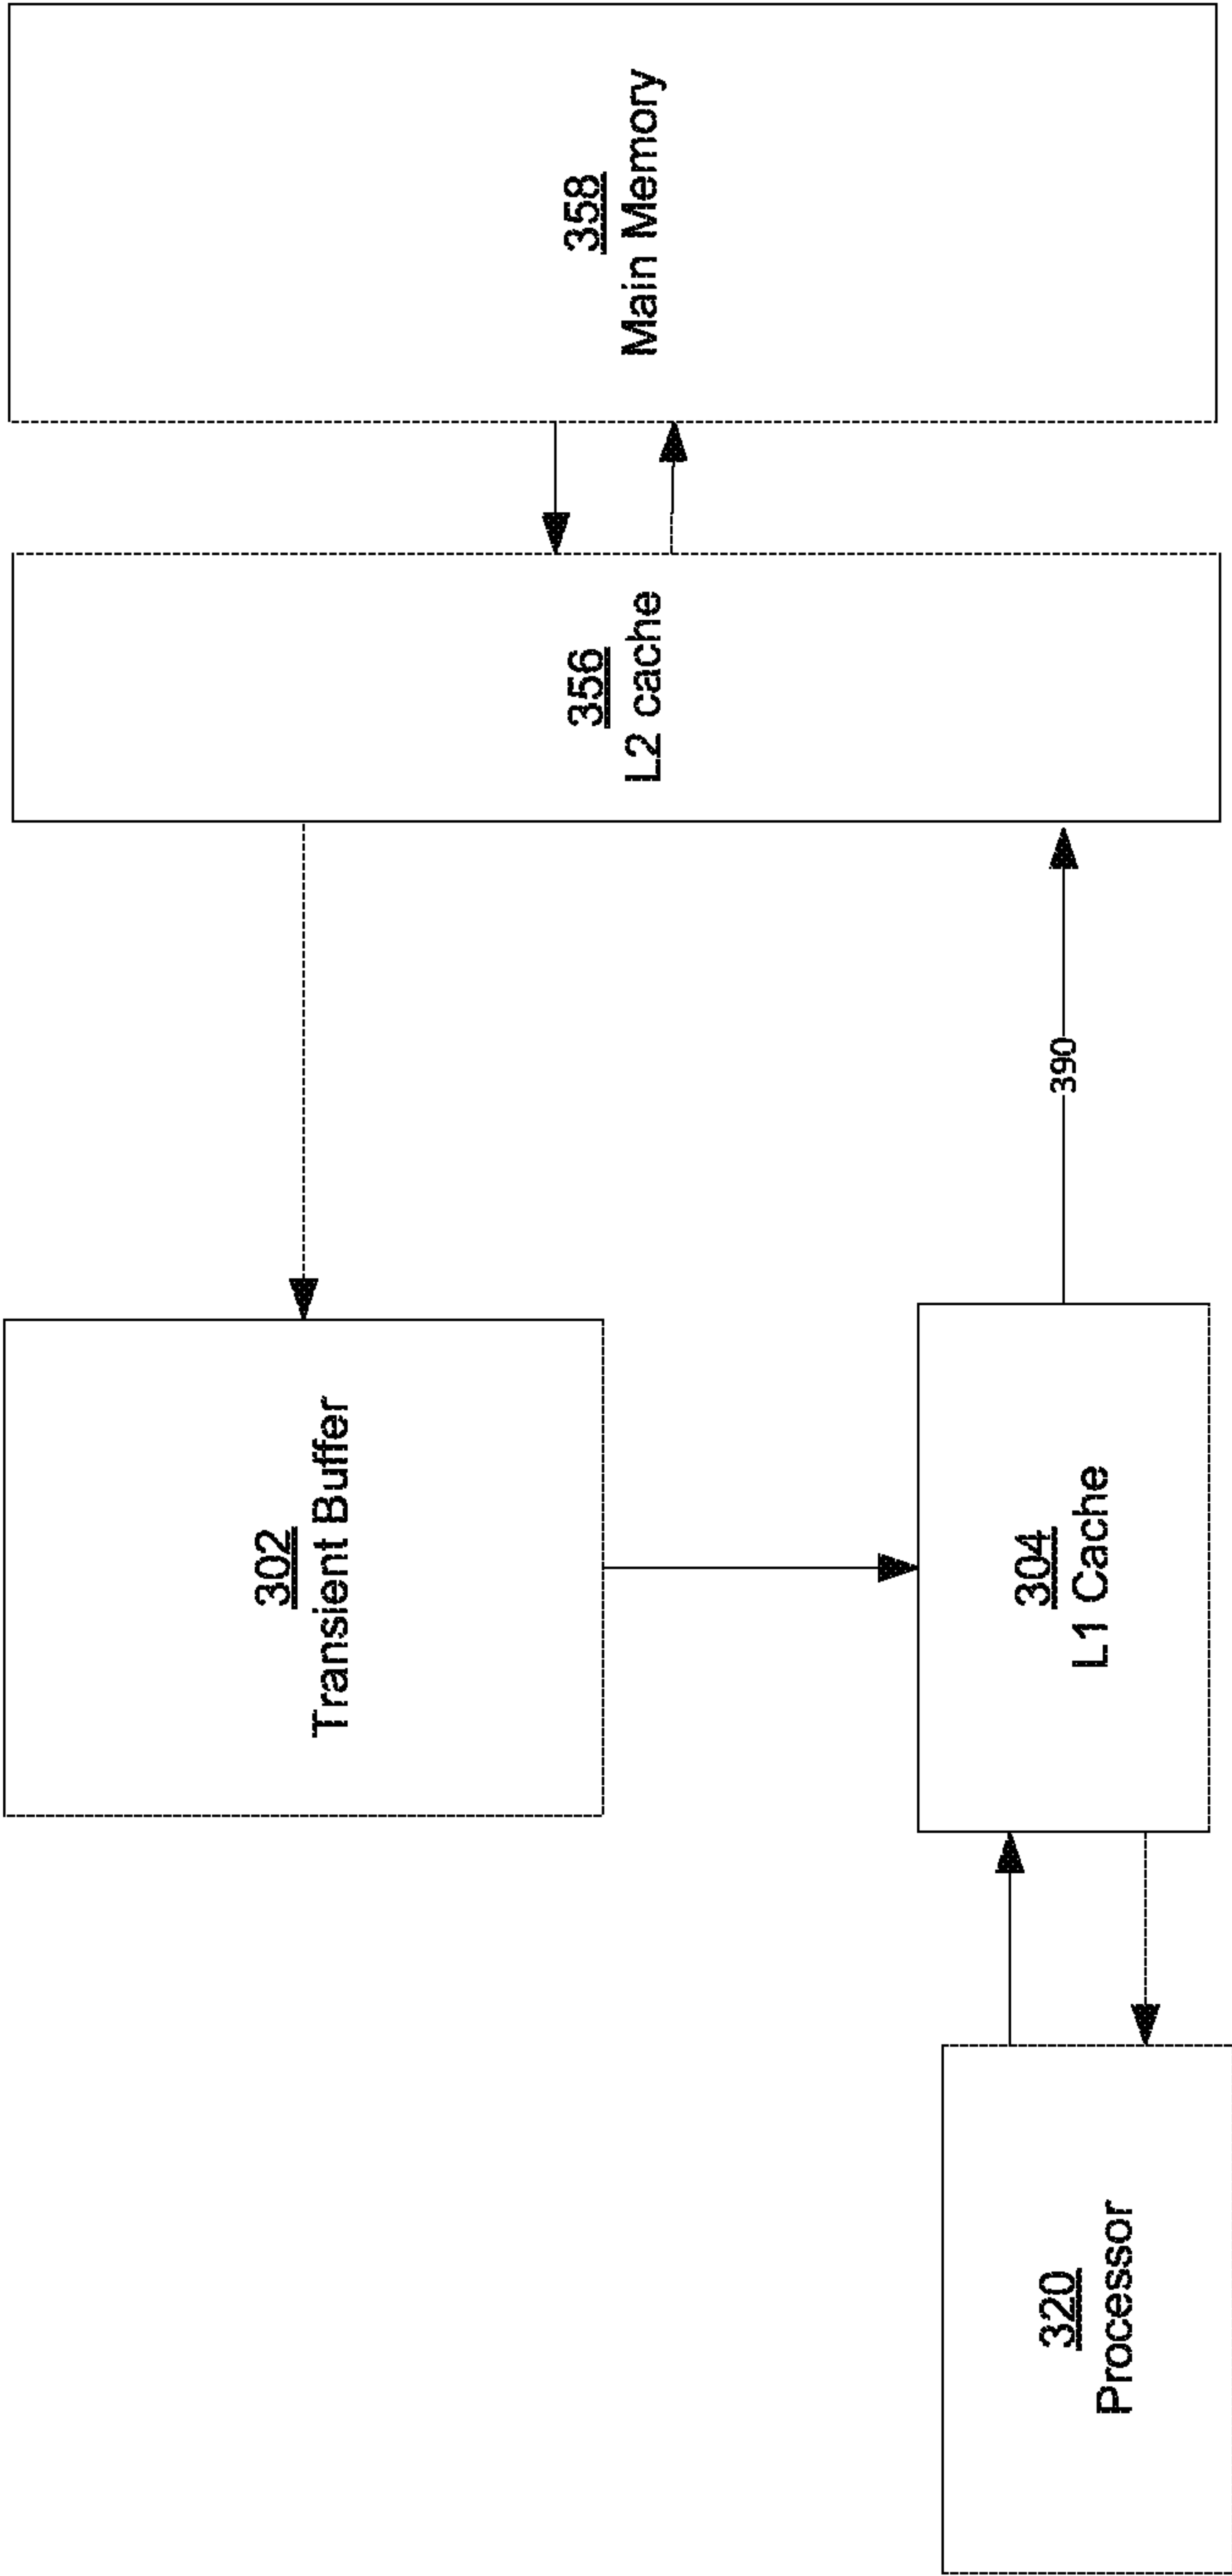 302
Transient Buffer
356
L2 cache
358
Main Memory
320
Processor
304
L1 Cache
390